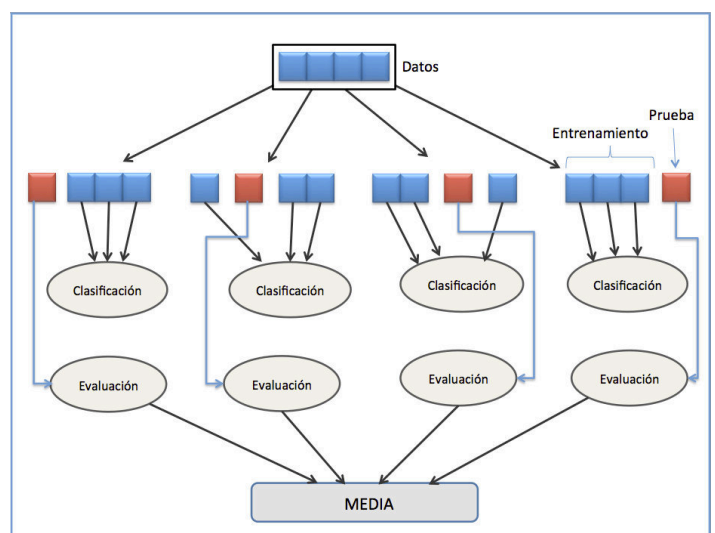 Datos
Prueba
Entrenamiento
Clasificación
Clasificación
Clasificación
Clasificación
Evaluación
Evaluación
Evaluación
Evaluación
MEDIA